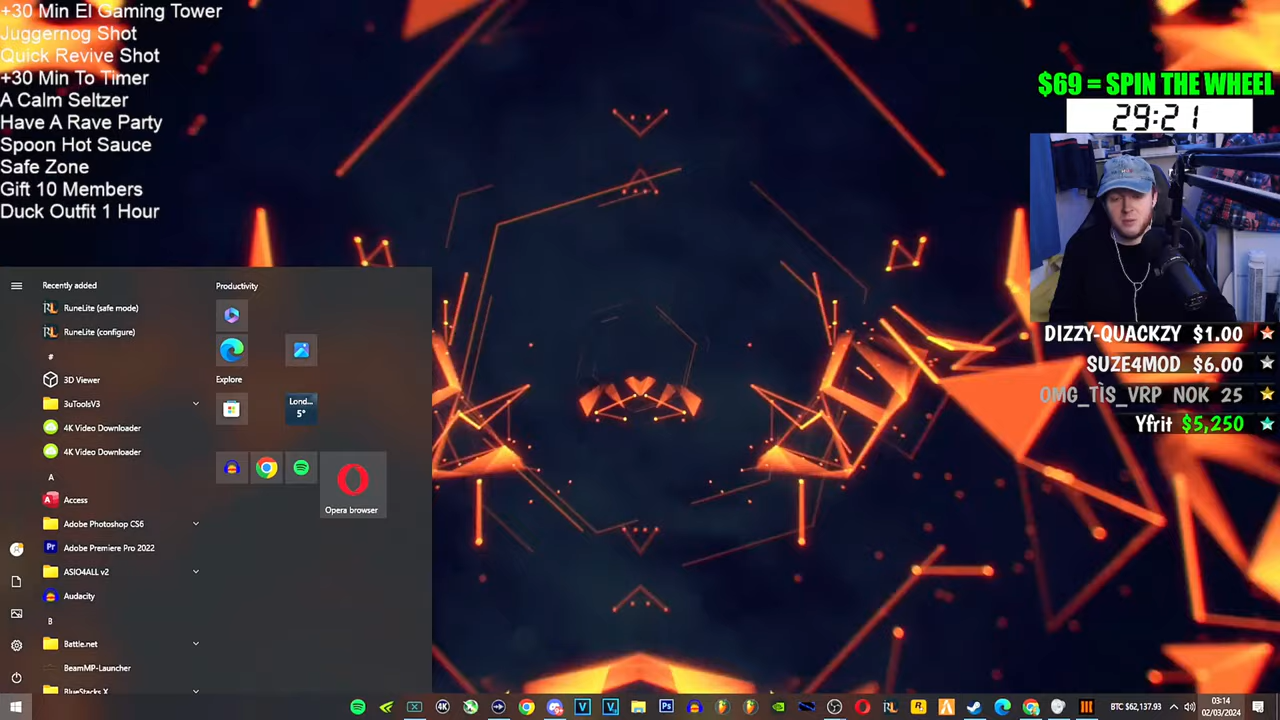 +30 Min El Gaming Tower
Juggernog Shot
Quick Revive Shot
+30 Min To Timer
A Calm Seltzer
Have A Rave Party
Spoon Hot Sauce
Safe Zone
Gift 10 Members
Duck Outfit 1 Hour
$69 = SPIN THE WHEEL
29:21
DIZZY-QUACKZY $1.00
SUZE4MOD $6.00
OMG_TÌS_VRP NOK 25
Yfrit $5,250
Recently added
RuneLite (safe mode)
RuneLite (configure)
#
3D Viewer
3uToolsV3
4K Video Downloader
4K Video Downloader
A
Access
Adobe Photoshop CS6
Adobe Premiere Pro 2022
ASIO4ALL v2
Audacity
B
Battle.net
BeamMP-Launcher
BlueStacks X
Productivity
Explore
Lond...
5°
Opera browser
BTC $62,137.93
03:14
02/03/2024